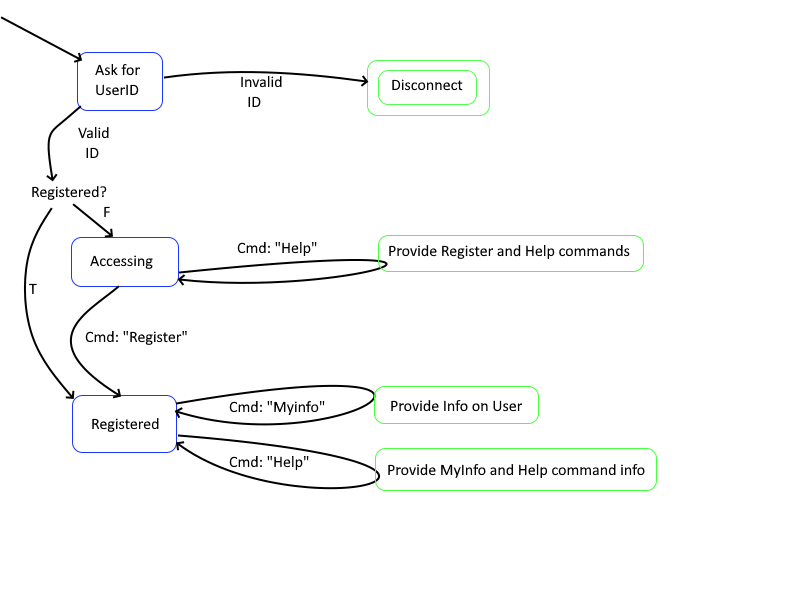 Ask for
UserID
Invalid
ID
Disconnect
Valid
ID
Registered?
F
Accessing
Cmd: "Help"
Provide Register and Help commands
T
Cmd: "Register"
Registered
Cmd: "Myinfo"
Provide Info on User
Cmd: "Help"
Provide MyInfo and Help command info